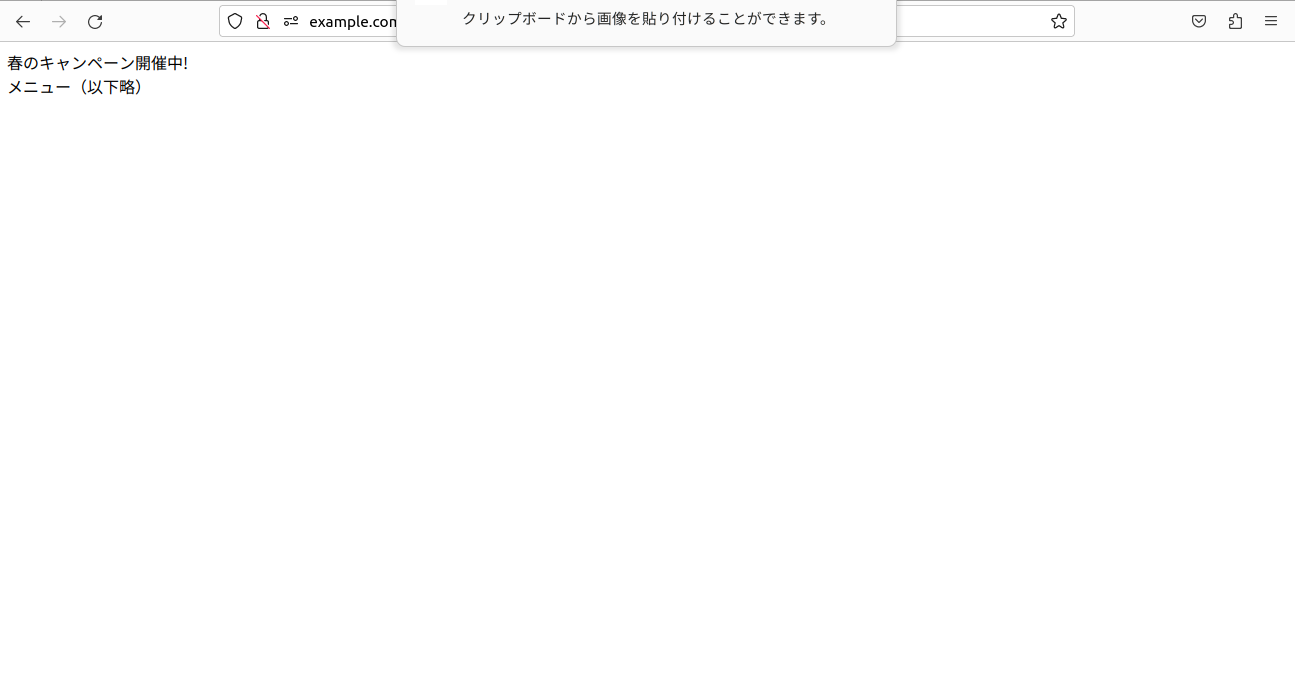 example.com
クリップボードから画像を貼り付けることができます。
春のキャンペーン開催中!
メニュー（以下略）